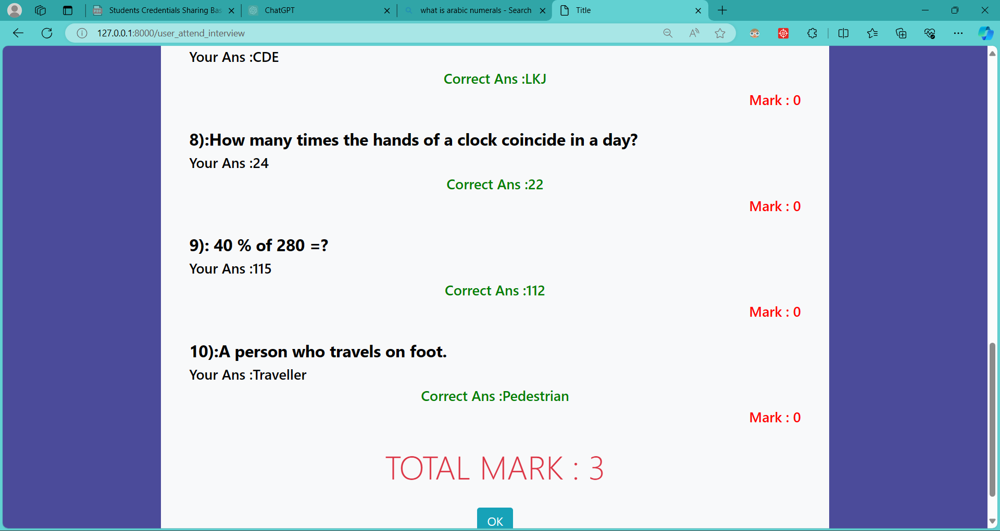 Students Credentials Sharing Bas
ChatGPT
what is arabic numerals - Search
Title
127.0.0.1:8000/user_attend_interview
Your Ans :CDE
Correct Ans :LKJ
Mark : 0
8):How many times the hands of a clock coincide in a day?
Your Ans :24
Correct Ans :22
Mark : 0
9): 40 % of 280 =?
Your Ans :115
Correct Ans :112
Mark : 0
10):A person who travels on foot.
Your Ans :Traveller
Correct Ans :Pedestrian
Mark : 0
TOTAL MARK : 3
OK